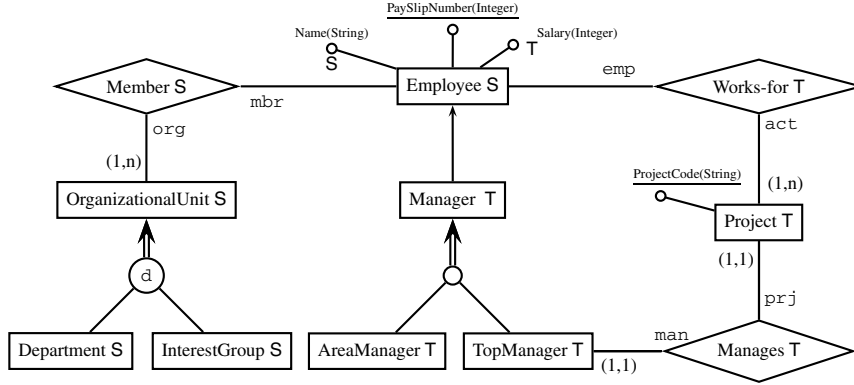 PaySlipNumber(Integer)
Name(String)
Salary(Integer)
S
T
Member S
Employee S
emp
Works-for T
mbr
org
act
(1,n)
ProjectCode(String)
(1,n)
OrganizationalUnit S
Manager T
Project T
(1,1)
d
prj
man
Department S
InterestGroup S
AreaManager T
TopManager T
(1,1)
Manages T